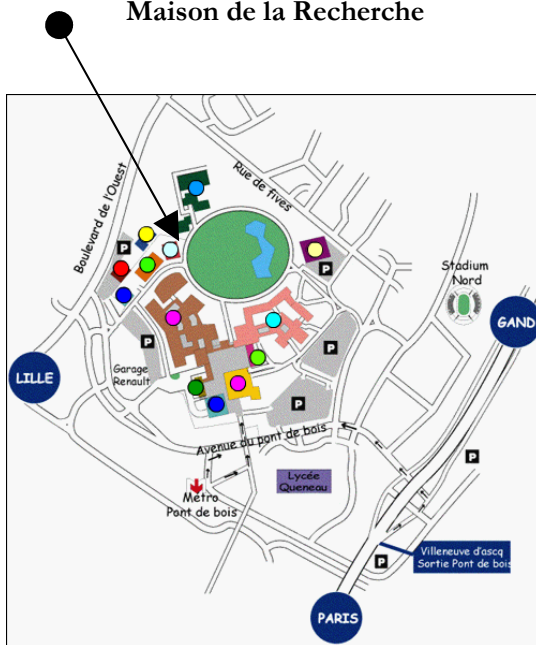 Maison de la Recherche
Boulevard de l'Ouest
Rue de fives
P
P
Stadium
Nord
GAND
P
P
Garage
Renault
LILLE
P
Avenue du pont de bois
P
Lycée
Queneau
Métro
Pont de bois
Villeneuve d'ascq
Sortie Pont de bois
P
PARIS